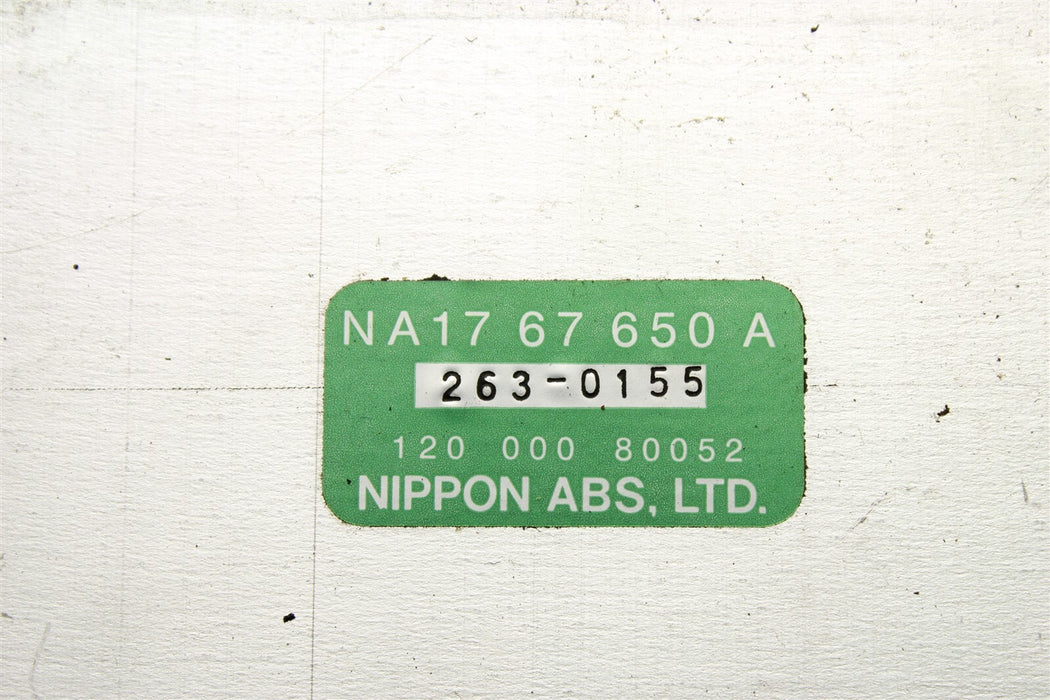 NA17 67 650 A
263-0155
120 000 80052
NIPPON ABS, LTD.